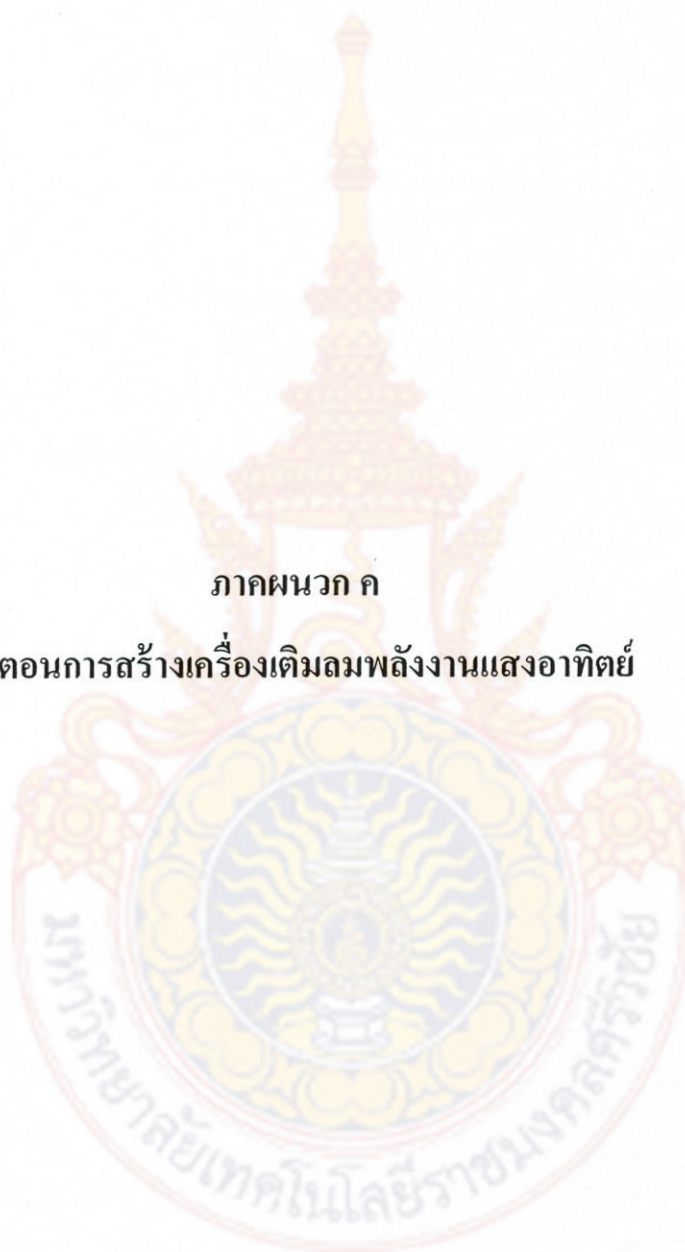 ภาคผนวก ค
ตอนการสร้างเครื่องเติมลมพลังงานแสงอาทิตย์
มหาวิทยาลัยเทคโนโลยีราชมงคลศรีวิชัย